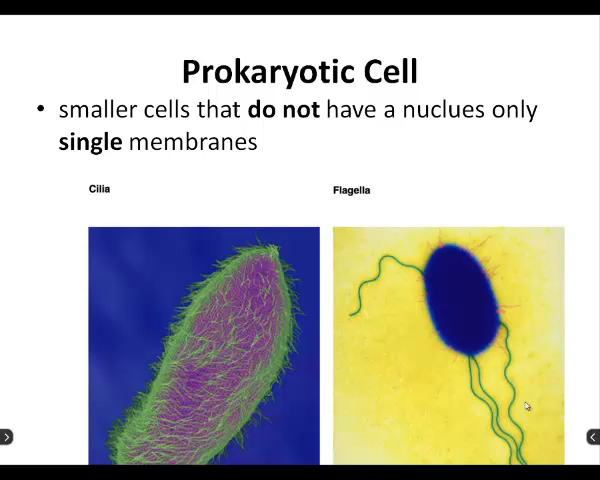 Prokaryotic Cell
• smaller cells that do not have a nuclues only
single membranes
Cilia
Flagella